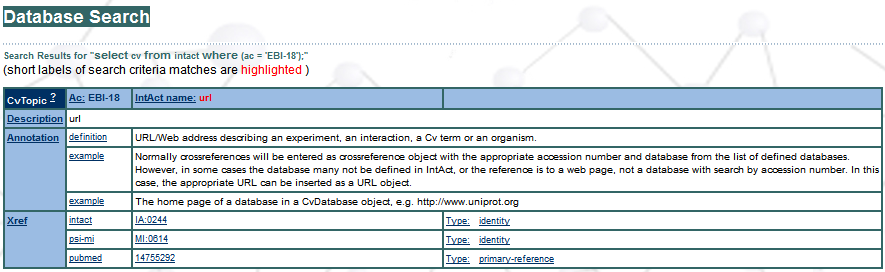 Database Search
Search Results for "select cv from intact where (ac = 'EBI-18');"
(short labels of search criteria matches are highlighted )
CvTopic ? Ac: EBI-18 IntAct name: url
Description url
Annotation definition URL/Web address describing an experiment, an interaction, a Cv term or an organism.
example Normally crossreferences will be entered as crossreference object with the appropriate accession number and database from the list of defined databases.
However, in some cases the database many not be defined in IntAct, or the reference is to a web page, not a database with search by accession number. In this
case, the appropriate URL can be inserted as a URL object.
example The home page of a database in a CvDatabase object, e.g. http://www.uniprot.org
Xref intact IA:0244 Type: identity
psi-mi MI:0614 Type: identity
pubmed 14755292 Type: primary-reference